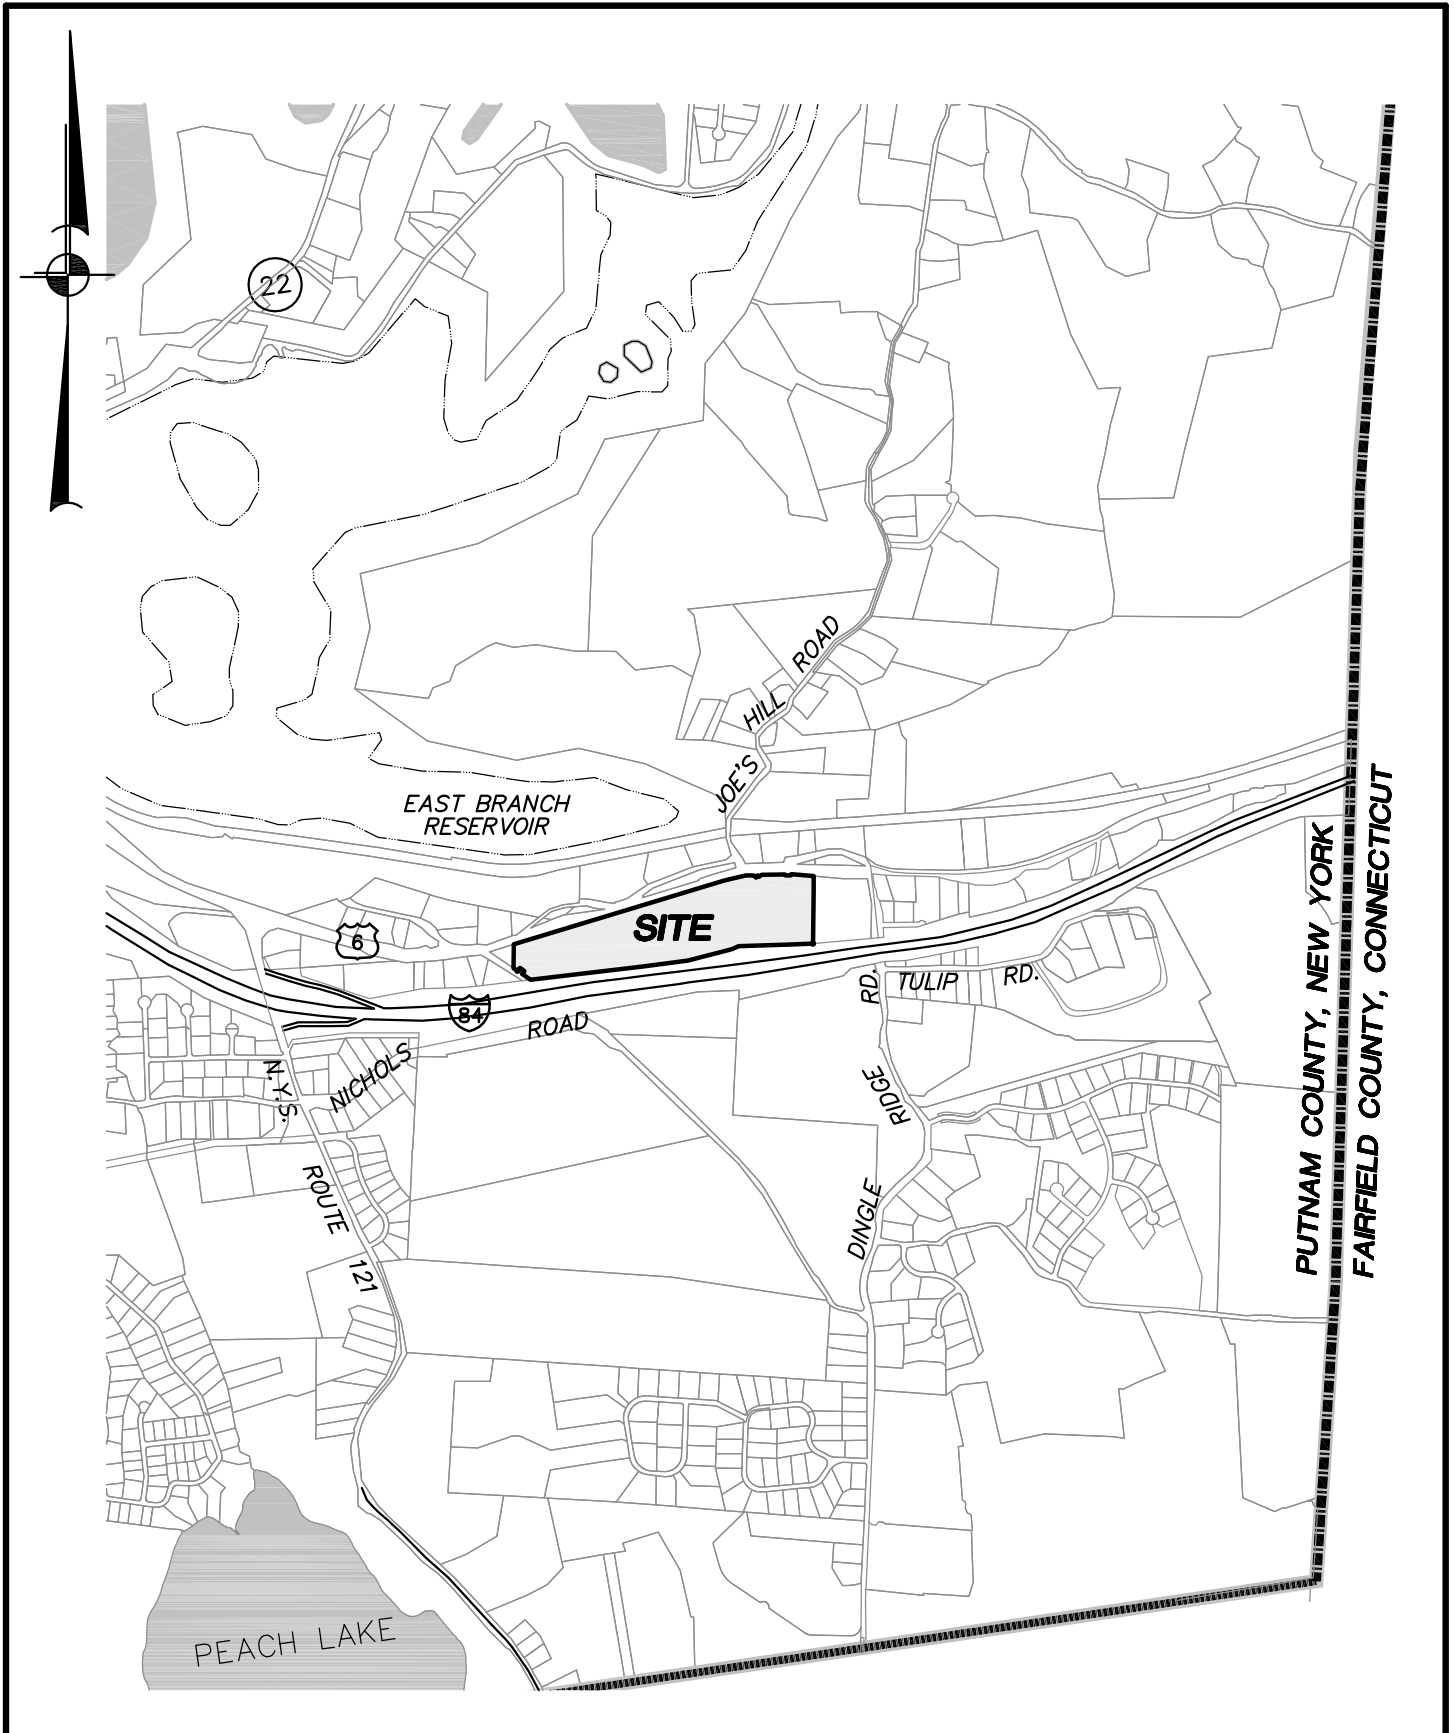 22
ROAD
HILL
JOE'S
EAST BRANCH
RESERVOIR
SITE
6
84
ROAD
NICHOLS
N.Y.S.
ROUTE
121
RD.
TULIP
RD.
RIDGE
DINGLE
PUTNAM COUNTY, NEW YORK
FAIRFIELD COUNTY, CONNECTICUT
PEACH LAKE